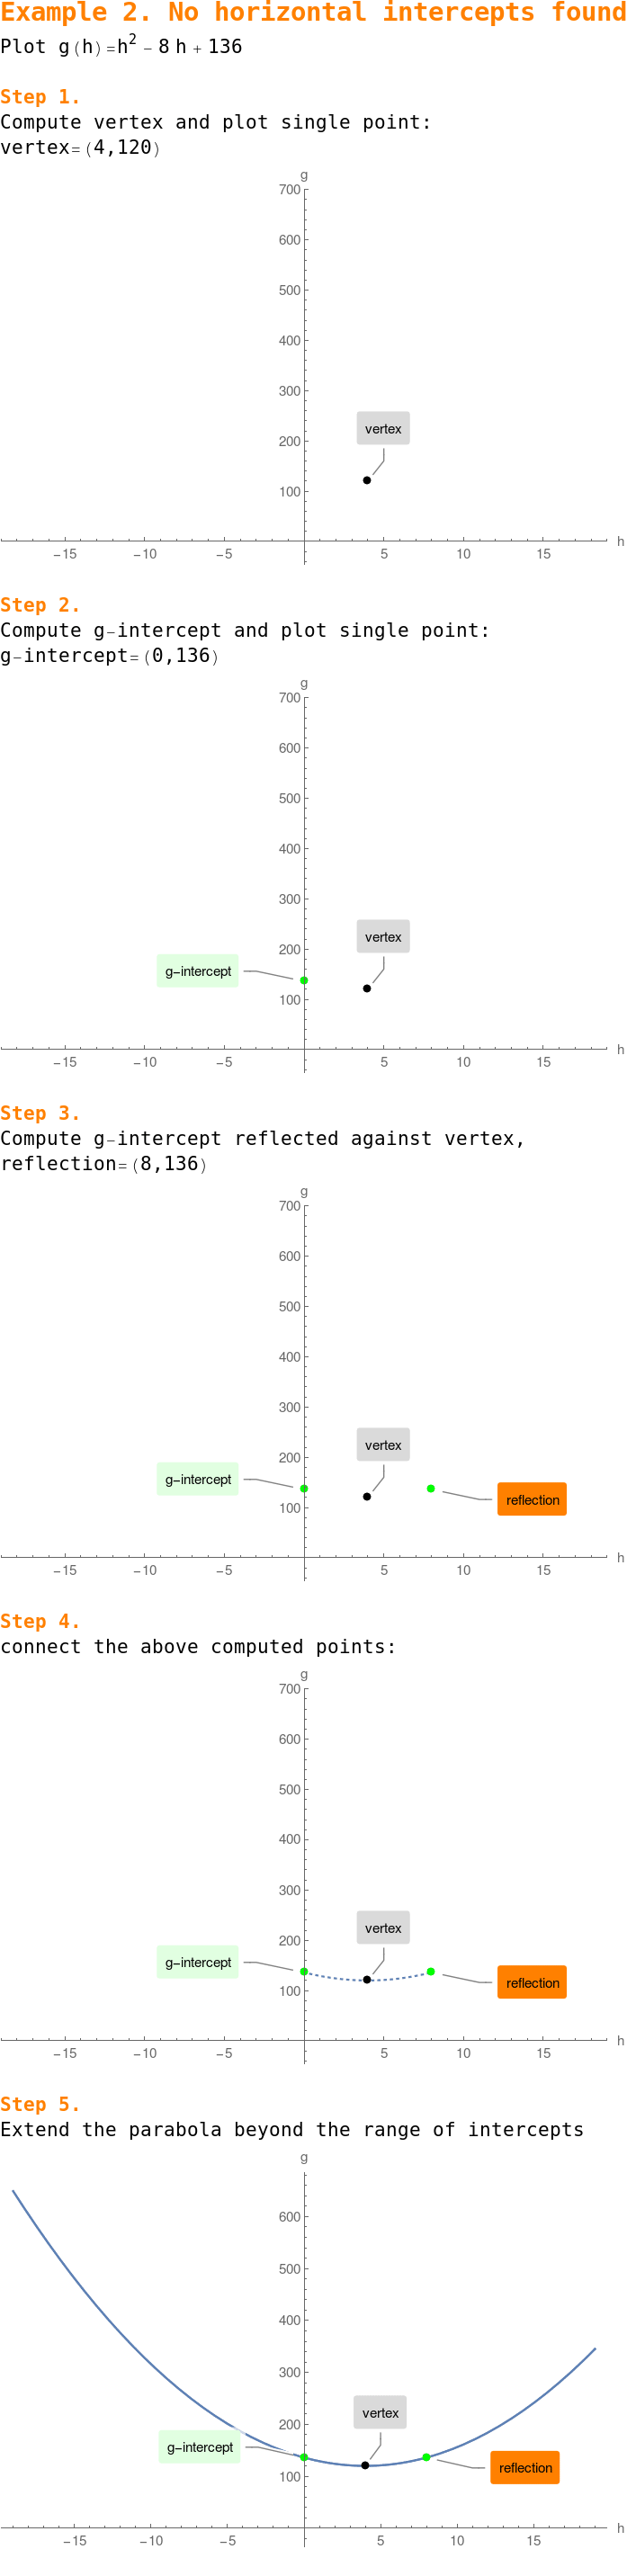 Example 2. No horizontal intercepts found
Plot g(h)=h² − 8 h + 136
Step 1.
Compute vertex and plot single point:
vertex=(4,120)
g
700
600
500
400
300
200
100
vertex
−15 −10 −5 5 10 15 h
Step 2.
Compute g−intercept and plot single point:
g−intercept=(0,136)
g
700
600
500
400
300
200
100
vertex
g−intercept
−15 −10 −5 5 10 15 h
Step 3.
Compute g−intercept reflected against vertex,
reflection=(8,136)
g
700
600
500
400
300
200
100
vertex
g−intercept
reflection
−15 −10 −5 5 10 15 h
Step 4.
connect the above computed points:
g
700
600
500
400
300
200
100
vertex
g−intercept
reflection
−15 −10 −5 5 10 15 h
Step 5.
Extend the parabola beyond the range of intercepts
g
600
500
400
300
200
100
vertex
g−intercept
reflection
−15 −10 −5 5 10 15 h